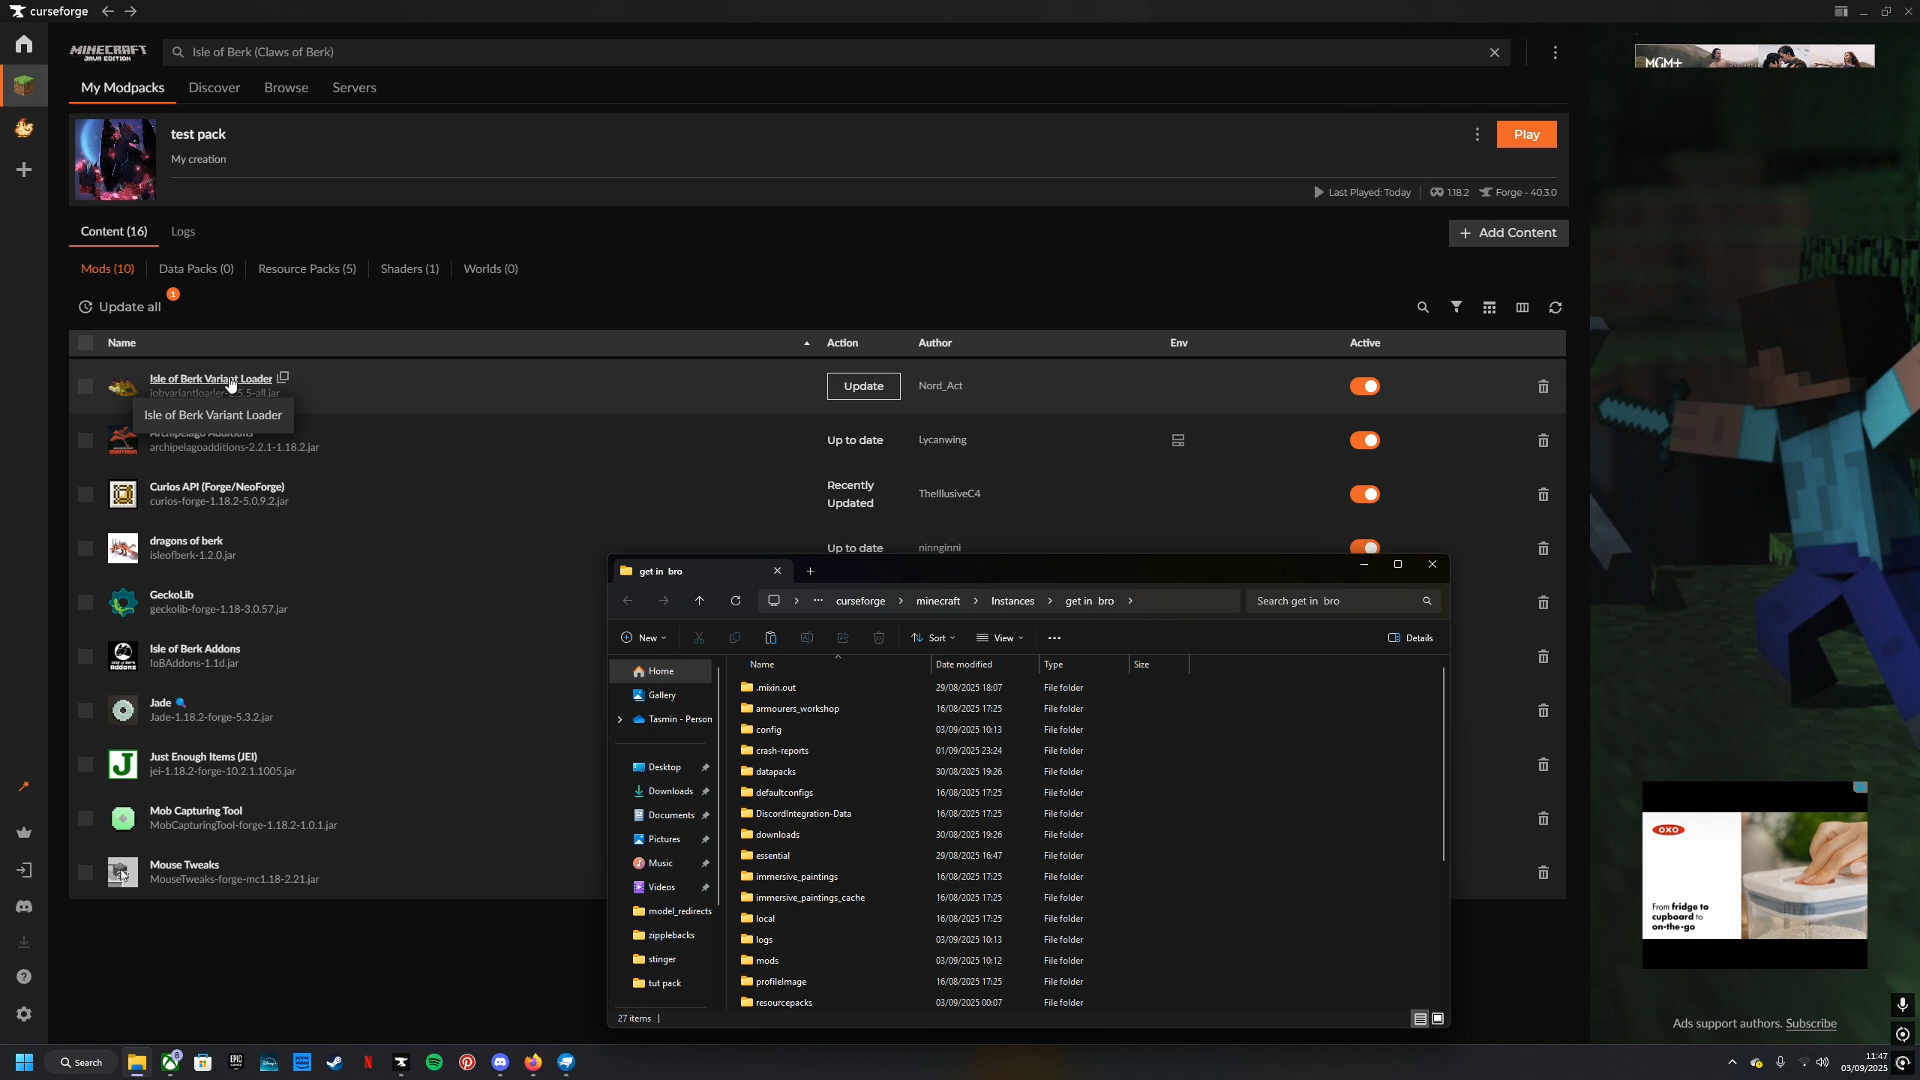 curseforge
MINECRAFT
JAVA EDITION
Isle of Berk (Claws of Berk)
MGM+
My Modpacks
Discover
Browse
Servers
test pack
My creation
Play
Last Played: Today
1.18.2
Forge - 40.3.0
Content (16)
Logs
+ Add Content
Mods (10)
Data Packs (0)
Resource Packs (5)
Shaders (1)
Worlds (0)
Update all
1
Name
Action
Author
Env
Active
Isle of Berk Variant Loader
iobvariantloader-2.5.5-all.jar
Update
Nord_Act
Isle of Berk Variant Loader
Archipelago Additions
archipelagoadditions-2.2.1-1.18.2.jar
Up to date
Lycanwing
Curios API (Forge/NeoForge)
curios-forge-1.18.2-5.0.9.2.jar
Recently
Updated
TheIllusiveC4
dragons of berk
isleofberk-1.2.0.jar
Up to date
ninnginni
GeckoLib
geckolib-forge-1.18-3.0.57.jar
Isle of Berk Addons
IoBAddons-1.1d.jar
Jade
Jade-1.18.2-forge-5.3.2.jar
Just Enough Items (JEI)
jei-1.18.2-forge-10.2.1.1005.jar
Mob Capturing Tool
MobCapturingTool-forge-1.18.2-1.0.1.jar
Mouse Tweaks
MouseTweaks-forge-mc1.18-2.21.jar
get in bro
curseforge > minecraft > Instances > get in bro >
Search get in bro
New
Sort
View
Details
Home
Gallery
Tasmin - Person
Desktop
Downloads
Documents
Pictures
Music
Videos
model_redirects
zipplebacks
stinger
tut pack
Name
Date modified
Type
Size
.mixin.out 29/08/2025 18:07 File folder
armourers_workshop 16/08/2025 17:25 File folder
config 03/09/2025 10:13 File folder
crash-reports 01/09/2025 23:24 File folder
datapacks 30/08/2025 19:26 File folder
defaultconfigs 16/08/2025 17:25 File folder
DiscordIntegration-Data 16/08/2025 17:25 File folder
downloads 30/08/2025 19:26 File folder
essential 29/08/2025 16:47 File folder
immersive_paintings 16/08/2025 17:25 File folder
immersive_paintings_cache 16/08/2025 17:25 File folder
local 16/08/2025 17:25 File folder
logs 03/09/2025 10:13 File folder
mods 03/09/2025 10:12 File folder
profileImage 16/08/2025 17:25 File folder
resourcepacks 03/09/2025 00:07 File folder
27 items
OXO
From fridge to
cupboard to
on-the-go
Ads support authors. Subscribe
Search
8
EPIC
11:47
03/09/2025